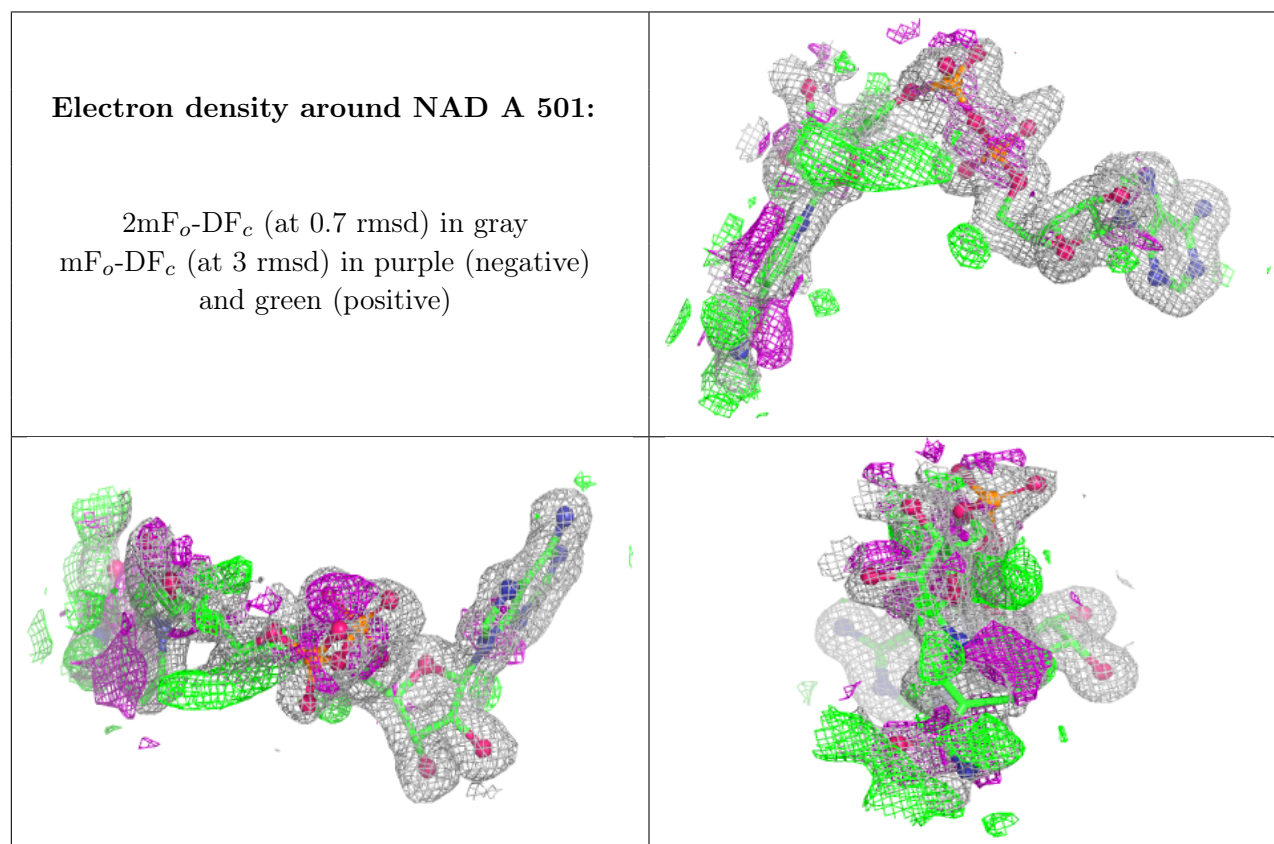 Electron density around NAD A 501:
2mFo-DFc (at 0.7 rmsd) in gray
mFo-DFc (at 3 rmsd) in purple (negative)
and green (positive)